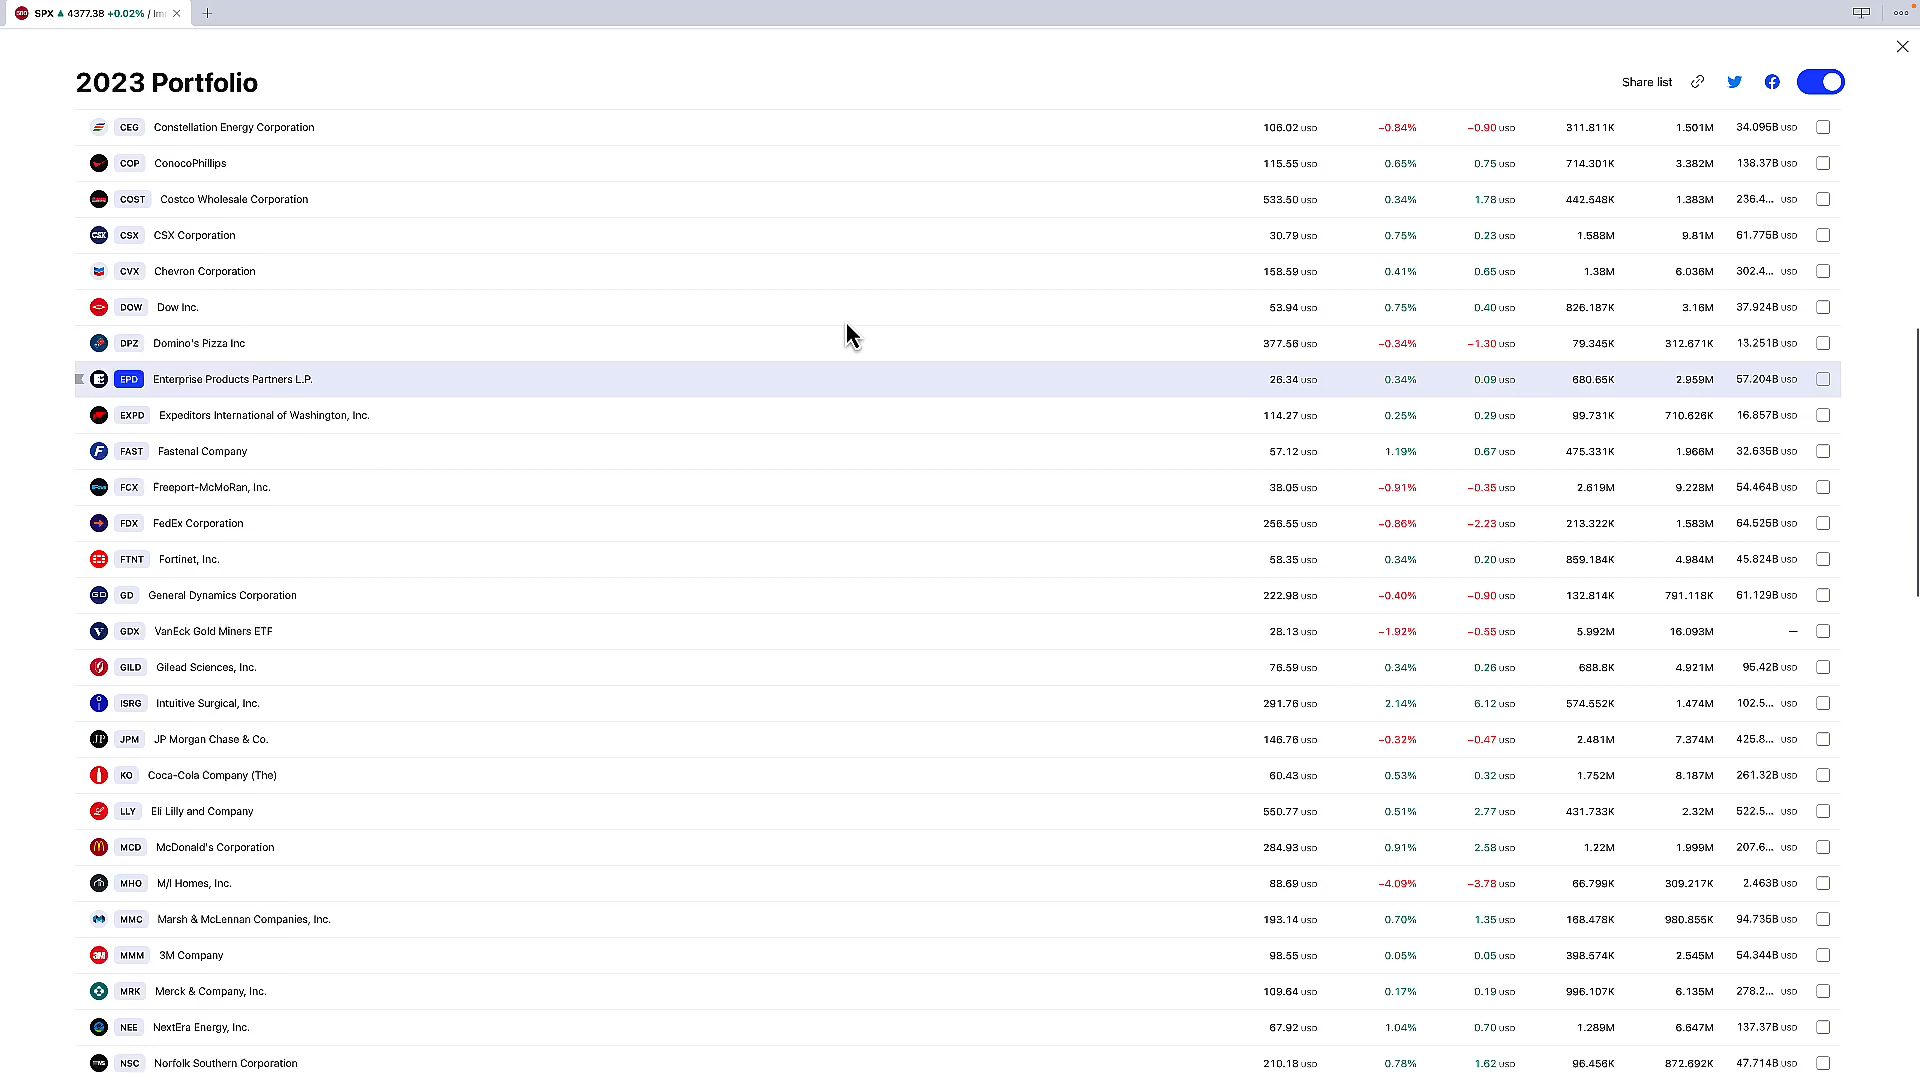 SPX ▲ 4377.38 +0.02% / Im
2023 Portfolio
Share list
CEG Constellation Energy Corporation 106.02 USD −0.84% −0.90 USD 311.811K 1.501M 34.095B USD
COP ConocoPhillips 115.55 USD 0.65% 0.75 USD 714.301K 3.382M 138.37B USD
COST Costco Wholesale Corporation 533.50 USD 0.34% 1.78 USD 442.548K 1.383M 236.4... USD
CSX CSX Corporation 30.79 USD 0.75% 0.23 USD 1.588M 9.81M 61.775B USD
CVX Chevron Corporation 158.59 USD 0.41% 0.65 USD 1.38M 6.036M 302.4... USD
DOW Dow Inc. 53.94 USD 0.75% 0.40 USD 826.187K 3.16M 37.924B USD
DPZ Domino's Pizza Inc 377.56 USD −0.34% −1.30 USD 79.345K 312.671K 13.251B USD
EPD Enterprise Products Partners L.P. 26.34 USD 0.34% 0.09 USD 680.65K 2.959M 57.204B USD
EXPD Expeditors International of Washington, Inc. 114.27 USD 0.25% 0.29 USD 99.731K 710.626K 16.857B USD
FAST Fastenal Company 57.12 USD 1.19% 0.67 USD 475.331K 1.966M 32.635B USD
FCX Freeport-McMoRan, Inc. 38.05 USD −0.91% −0.35 USD 2.619M 9.228M 54.464B USD
FDX FedEx Corporation 256.55 USD −0.86% −2.23 USD 213.322K 1.583M 64.525B USD
FTNT Fortinet, Inc. 58.35 USD 0.34% 0.20 USD 859.184K 4.984M 45.824B USD
GD General Dynamics Corporation 222.98 USD −0.40% −0.90 USD 132.814K 791.118K 61.129B USD
GDX VanEck Gold Miners ETF 28.13 USD −1.92% −0.55 USD 5.992M 16.093M —
GILD Gilead Sciences, Inc. 76.59 USD 0.34% 0.26 USD 688.8K 4.921M 95.42B USD
ISRG Intuitive Surgical, Inc. 291.76 USD 2.14% 6.12 USD 574.552K 1.474M 102.5... USD
JPM JP Morgan Chase & Co. 146.76 USD −0.32% −0.47 USD 2.481M 7.374M 425.8... USD
KO Coca-Cola Company (The) 60.43 USD 0.53% 0.32 USD 1.752M 8.187M 261.32B USD
LLY Eli Lilly and Company 550.77 USD 0.51% 2.77 USD 431.733K 2.32M 522.5... USD
MCD McDonald's Corporation 284.93 USD 0.91% 2.58 USD 1.22M 1.999M 207.6... USD
MHO M/I Homes, Inc. 88.69 USD −4.09% −3.78 USD 66.799K 309.217K 2.463B USD
MMC Marsh & McLennan Companies, Inc. 193.14 USD 0.70% 1.35 USD 168.478K 980.855K 94.735B USD
MMM 3M Company 98.55 USD 0.05% 0.05 USD 398.574K 2.545M 54.344B USD
MRK Merck & Company, Inc. 109.64 USD 0.17% 0.19 USD 996.107K 6.135M 278.2... USD
NEE NextEra Energy, Inc. 67.92 USD 1.04% 0.70 USD 1.289M 6.647M 137.37B USD
NSC Norfolk Southern Corporation 210.18 USD 0.78% 1.62 USD 96.456K 872.692K 47.714B USD